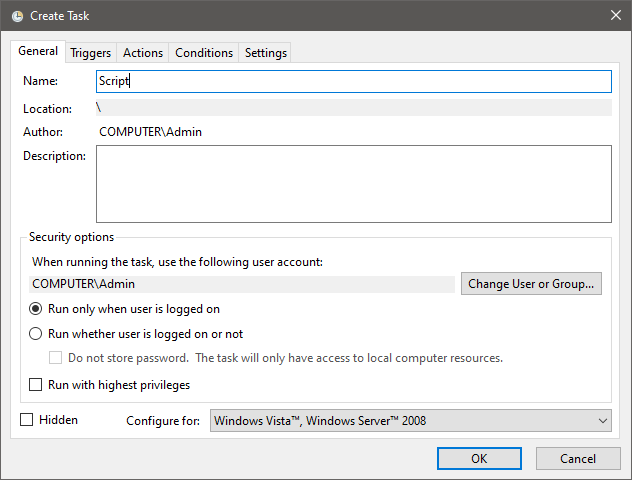 Create Task
General Triggers Actions Conditions Settings
Name: Script
Location: \
Author: COMPUTER\Admin
Description:
Security options
When running the task, use the following user account:
COMPUTER\Admin Change User or Group...
Run only when user is logged on
Run whether user is logged on or not
Do not store password. The task will only have access to local computer resources.
Run with highest privileges
Hidden Configure for: Windows Vista™, Windows Server™ 2008
OK Cancel